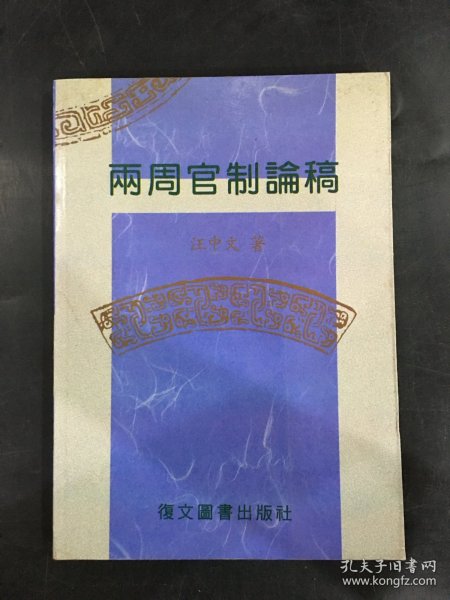 兩周官制論稿
汪中文 著
復文圖書出版社
孔夫子旧书网
www.kongfz.com